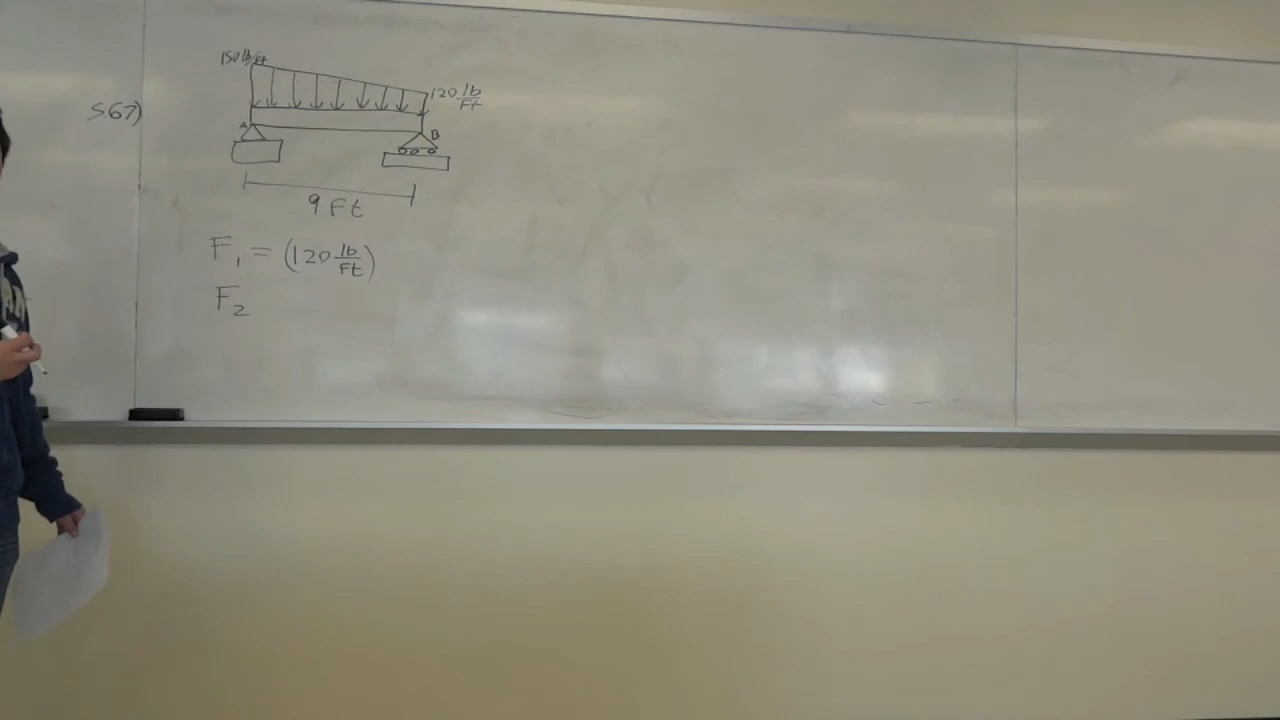 150 lb/ft
120 lb/Ft
S67)
A
B
9 Ft
F₁ = (120 lb/Ft)
F₂